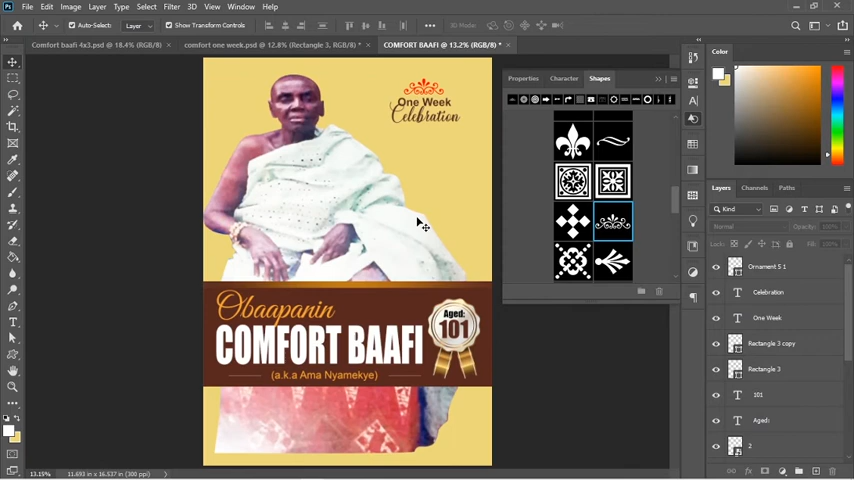 File Edit Image Layer Type Select Filter 3D View Window Help
Auto-Select: Layer Show Transform Controls 3D Mode:
Comfort baafi 4x3.psd @ 18.4% (RGB/8) × comfort one week.psd @ 12.8% (Rectangle 3, RGB/8) * × COMFORT BAAFI @ 13.2% (RGB/8) * ×
Color
Properties Character Shapes
One Week
Celebration
Layers Channels Paths
Kind
Normal Opacity: 100%
Lock: Fill: 100%
Ornament 5 1
Celebration
One Week
Rectangle 3 copy
Rectangle 3
101
Aged:
2
Obaapanin
COMFORT BAAFI
(a.k.a Ama Nyamekye)
Aged:
101
13.15% 11.693 in x 16.537 in (300 ppi)